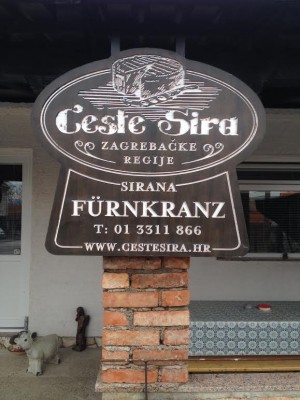 Ceste Sira
ZAGREBAČKE
REGIJE
SIRANA
FÜRNKRANZ
T: 01 3311 866
WWW.CESTESIRA.HR